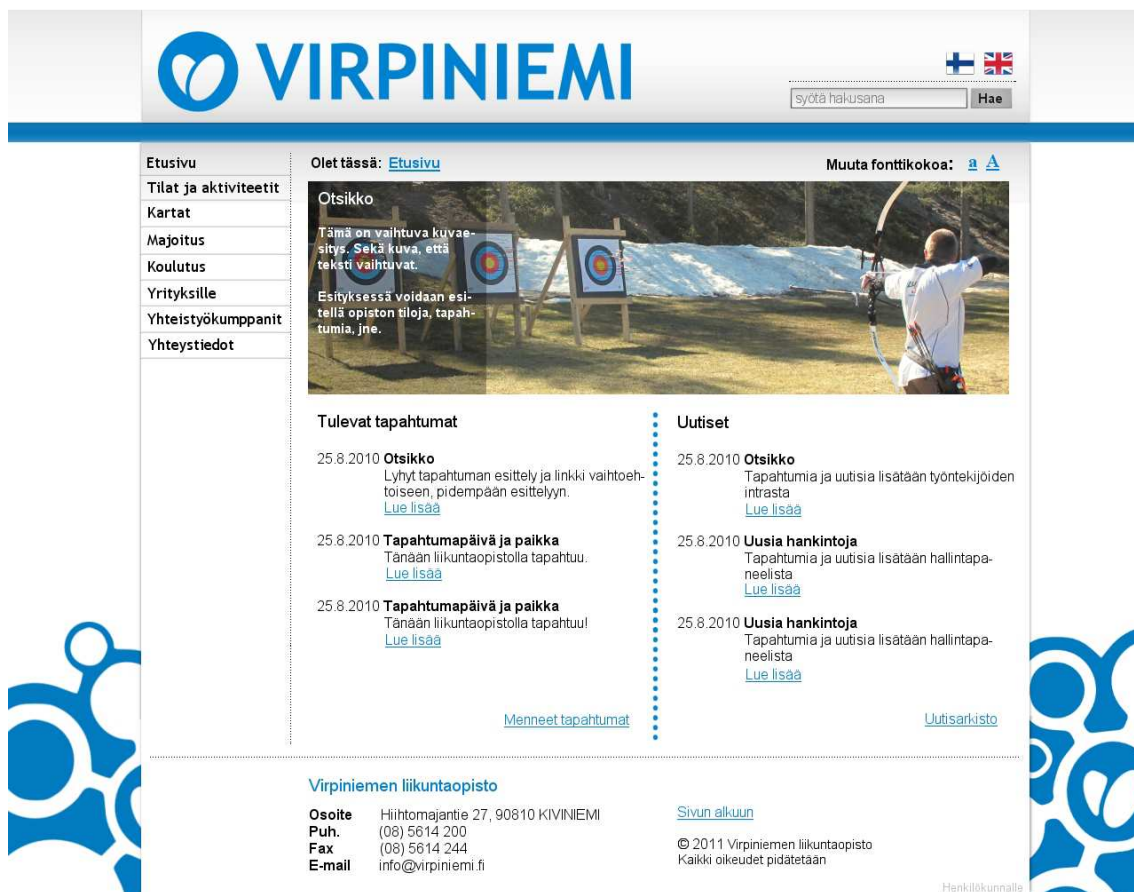 VIRPINIEMI
syötä hakusana
Hae
Etusivu
Tilat ja aktiviteetit
Kartat
Majoitus
Koulutus
Yrityksille
Yhteistyökumppanit
Yhteystiedot
Olet tässä: Etusivu
Muuta fonttikokoa: a A
Otsikko
Tämä on vaihtuva kuvae-
sitys. Sekä kuva, että
teksti vaihtuvat.
Esityksessä voidaan esi-
tellä opiston tiloja, tapah-
tumia, jne.
Tulevat tapahtumat
25.8.2010 Otsikko
Lyhyt tapahtuman esittely ja linkki vaihtoeh-
toiseen, pidempään esittelyyn.
Lue lisää
25.8.2010 Tapahtumapäivä ja paikka
Tänään liikuntaopistolla tapahtuu.
Lue lisää
25.8.2010 Tapahtumapäivä ja paikka
Tänään liikuntaopistolla tapahtuu!
Lue lisää
Menneet tapahtumat
Uutiset
25.8.2010 Otsikko
Tapahtumia ja uutisia lisätään työntekijöiden
intrasta
Lue lisää
25.8.2010 Uusia hankintoja
Tapahtumia ja uutisia lisätään hallintapa-
neelista
Lue lisää
25.8.2010 Uusia hankintoja
Tapahtumia ja uutisia lisätään hallintapa-
neelista
Lue lisää
Uutisarkisto
Virpiniemen liikuntaopisto
Osoite Hiihtomajantie 27, 90810 KIVINIEMI
Puh. (08) 5614 200
Fax (08) 5614 244
E-mail info@virpiniemi.fi
Sivun alkuun
© 2011 Virpiniemen liikuntaopisto
Kaikki oikeudet pidätetään
Henkilökunnalle